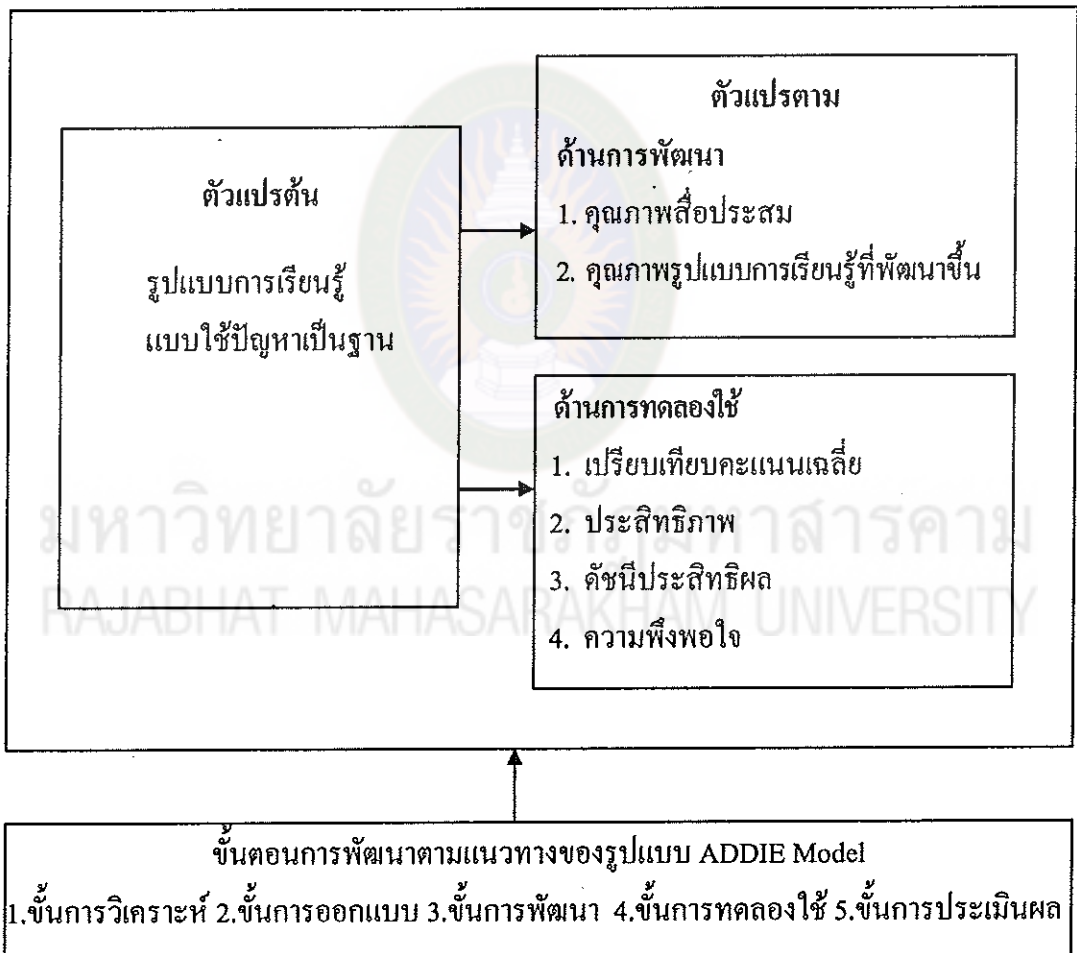 ตัวแปรต้น
รูปแบบการเรียนรู้
แบบใช้ปัญหาเป็นฐาน
ตัวแปรตาม
ด้านการพัฒนา
1. คุณภาพสื่อประสม
2. คุณภาพรูปแบบการเรียนรู้ที่พัฒนาขึ้น
ด้านการทดลองใช้
1. เปรียบเทียบคะแนนเฉลี่ย
2. ประสิทธิภาพ
3. ดัชนีประสิทธิผล
4. ความพึงพอใจ
มหาวิทยาลัยราชภัฏมหาสารคาม
RAJABHAT MAHASARAKHAM UNIVERSITY
ขั้นตอนการพัฒนาตามแนวทางของรูปแบบ ADDIE Model
1.ขั้นการวิเคราะห์ 2.ขั้นการออกแบบ 3.ขั้นการพัฒนา 4.ขั้นการทดลองใช้ 5.ขั้นการประเมินผล